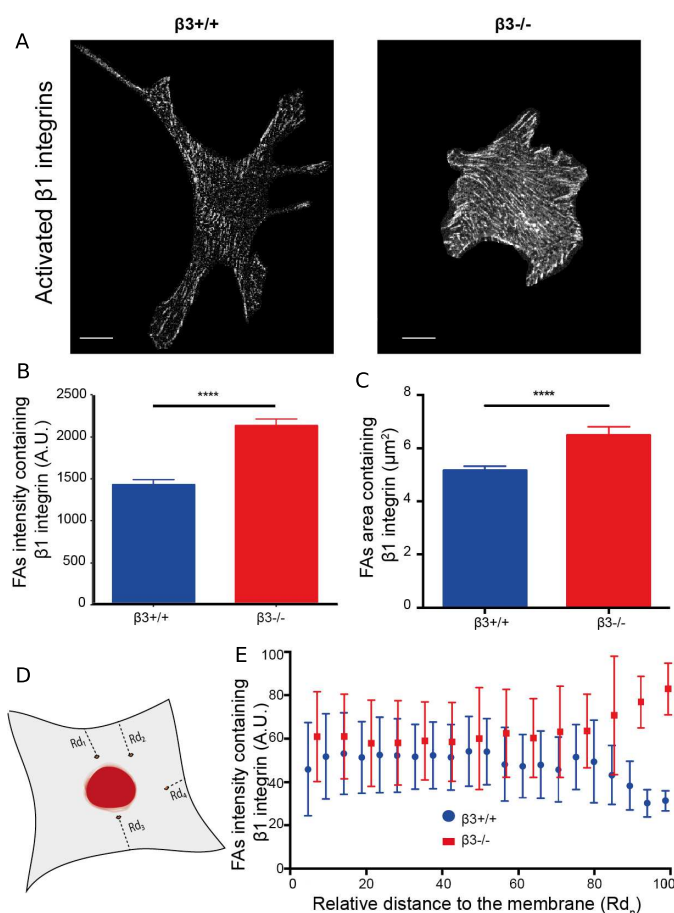 A
β3+/+
β3-/-
Activated β1 integrins
B
FAs intensity containing
β1 integrin (A.U.)
2500
2000
1500
1000
500
0
****
β3+/+
β3-/-
C
FAs area containing
β1 integrin (µm²)
8
6
4
2
0
****
β3+/+
β3-/-
D
Rd₁
Rd₂
Rd₄
Rd₃
E
FAs intensity containing
β1 integrin (A.U.)
100
80
60
40
20
0
β3+/+
β3-/-
0 20 40 60 80 100
Relative distance to the membrane (Rdₙ)